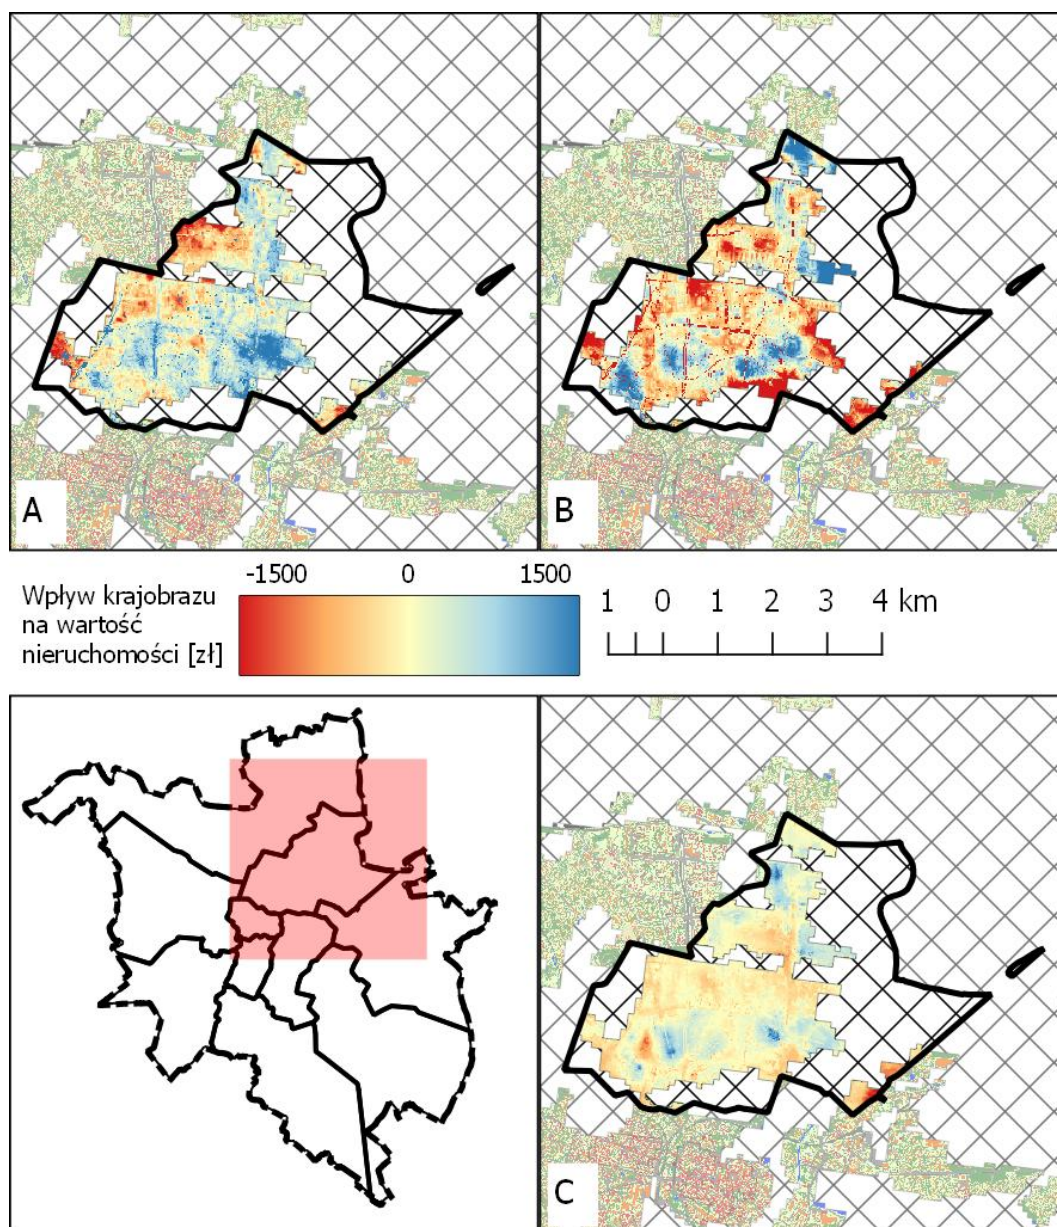 A
B
-1500 0 1500
Wpływ krajobrazu
na wartość
nieruchomości [zł]
1 0 1 2 3 4 km
C